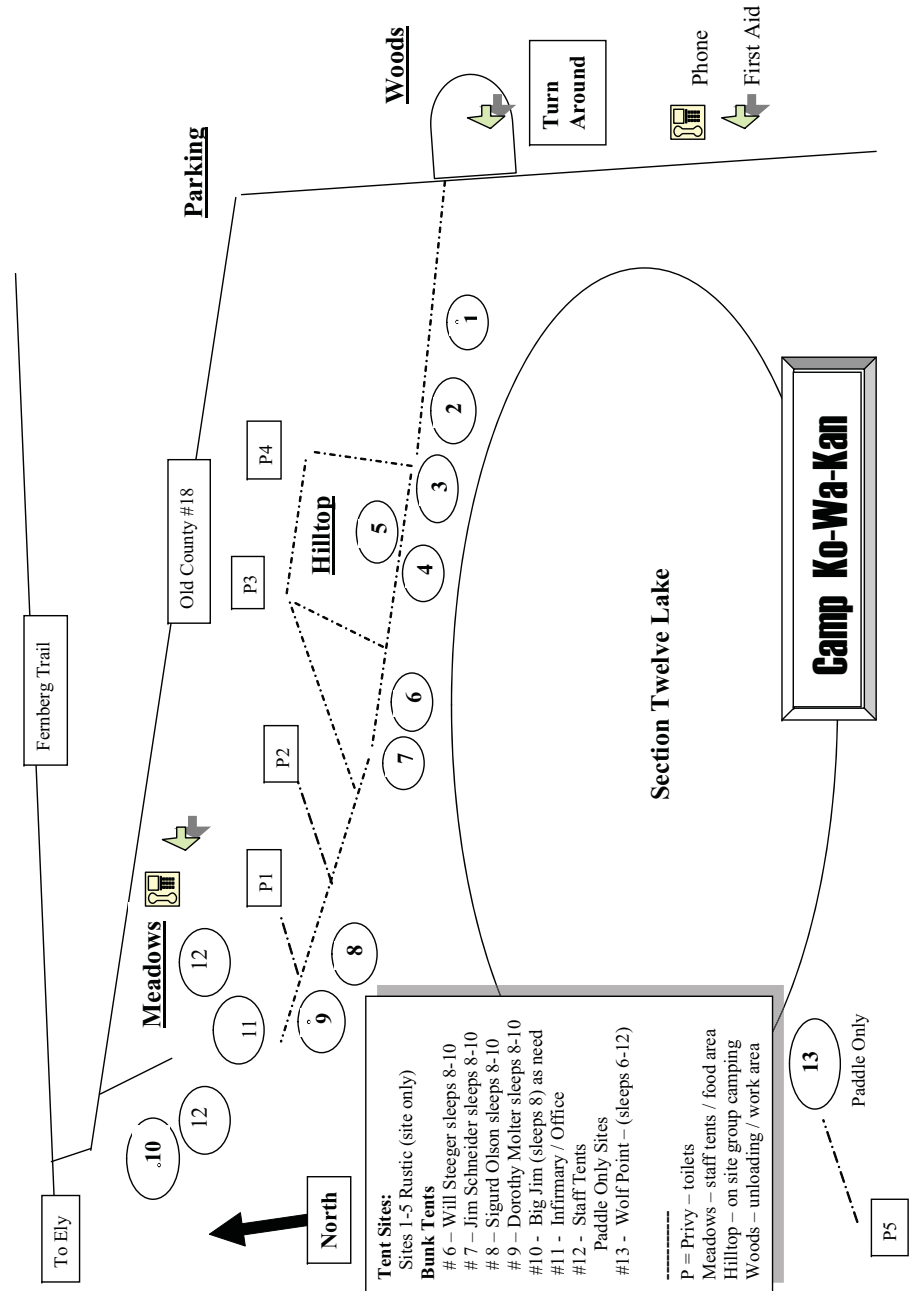 To Ely
Fernberg Trail
Old County #18
Parking
Woods
Turn
Around
Phone
First Aid
Meadows
10
12
11
12
9
8
P1
P2
P3
P4
Hilltop
7
6
5
4
3
2
1
North
Section Twelve Lake
Camp Ko-Wa-Kan
Tent Sites:
Sites 1-5 Rustic (site only)
Bunk Tents
# 6 – Will Steeger sleeps 8-10
# 7 – Jim Schneider sleeps 8-10
# 8 – Sigurd Olson sleeps 8-10
# 9 – Dorothy Molter sleeps 8-10
#10 - Big Jim (sleeps 8) as need
#11 - Infirmary / Office
#12 - Staff Tents
Paddle Only Sites
#13 - Wolf Point – (sleeps 6-12)
----------
P = Privy – toilets
Meadows – staff tents / food area
Hilltop – on site group camping
Woods – unloading / work area
13
Paddle Only
P5